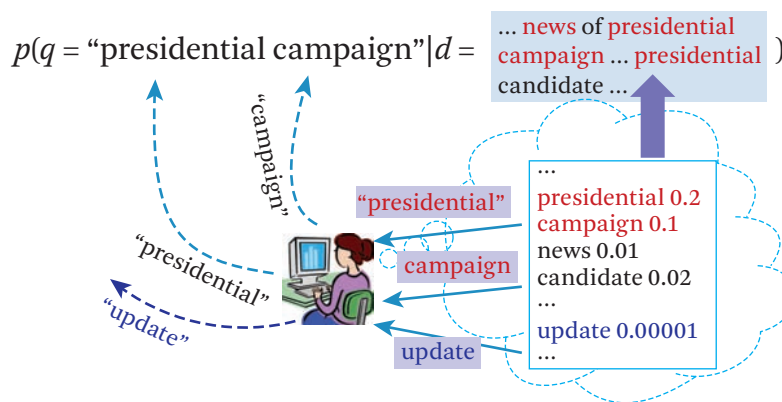 p(q = “presidential campaign”|d = … news of presidential campaign … presidential candidate … )
“campaign”
“presidential”
“update”
“presidential”
campaign
update
…
presidential 0.2
campaign 0.1
news 0.01
candidate 0.02
…
update 0.00001
…